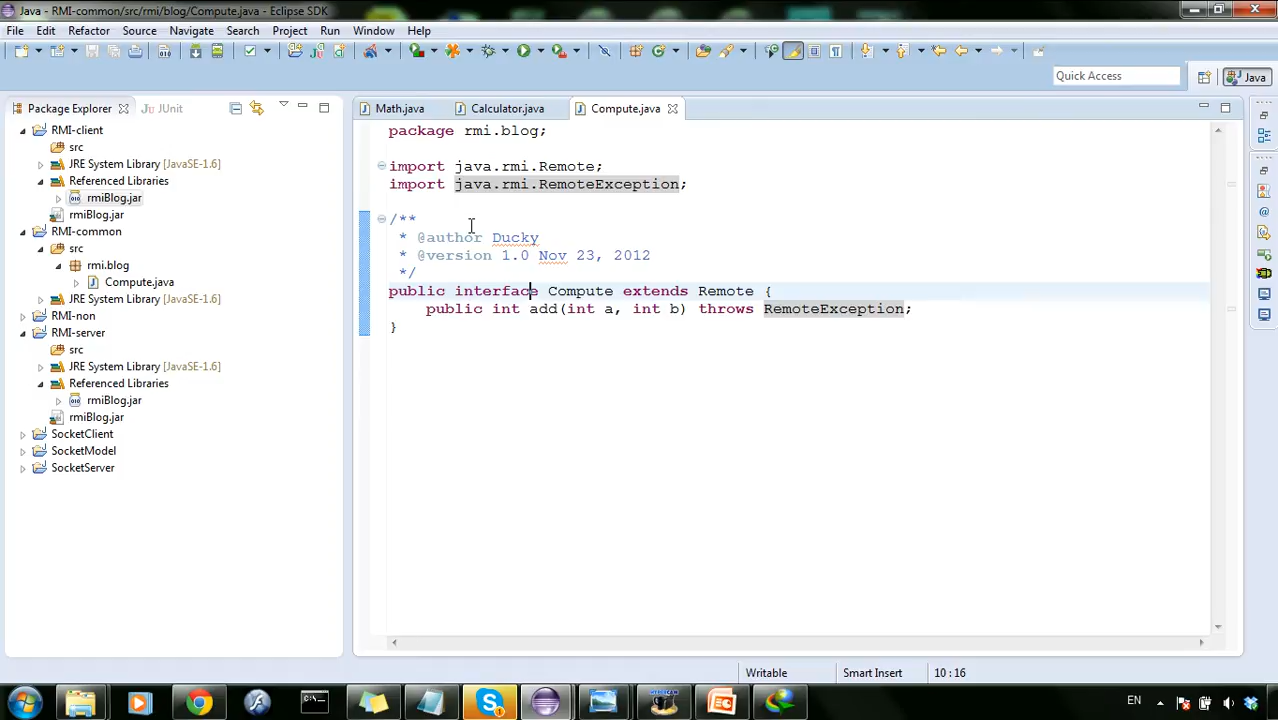 Java - RMI-common/src/rmi/blog/Compute.java - Eclipse SDK
File Edit Refactor Source Navigate Search Project Run Window Help
Quick Access
Java
Package Explorer
JUnit
RMI-client
src
JRE System Library [JavaSE-1.6]
Referenced Libraries
rmiBlog.jar
rmiBlog.jar
RMI-common
src
rmi.blog
Compute.java
JRE System Library [JavaSE-1.6]
RMI-non
RMI-server
src
JRE System Library [JavaSE-1.6]
Referenced Libraries
rmiBlog.jar
rmiBlog.jar
SocketClient
SocketModel
SocketServer
Math.java
Calculator.java
Compute.java
package rmi.blog;
import java.rmi.Remote;
import java.rmi.RemoteException;
/**
* @author Ducky
* @version 1.0 Nov 23, 2012
*/
public interface Compute extends Remote {
public int add(int a, int b) throws RemoteException;
}
Writable
Smart Insert
10 : 16
EN